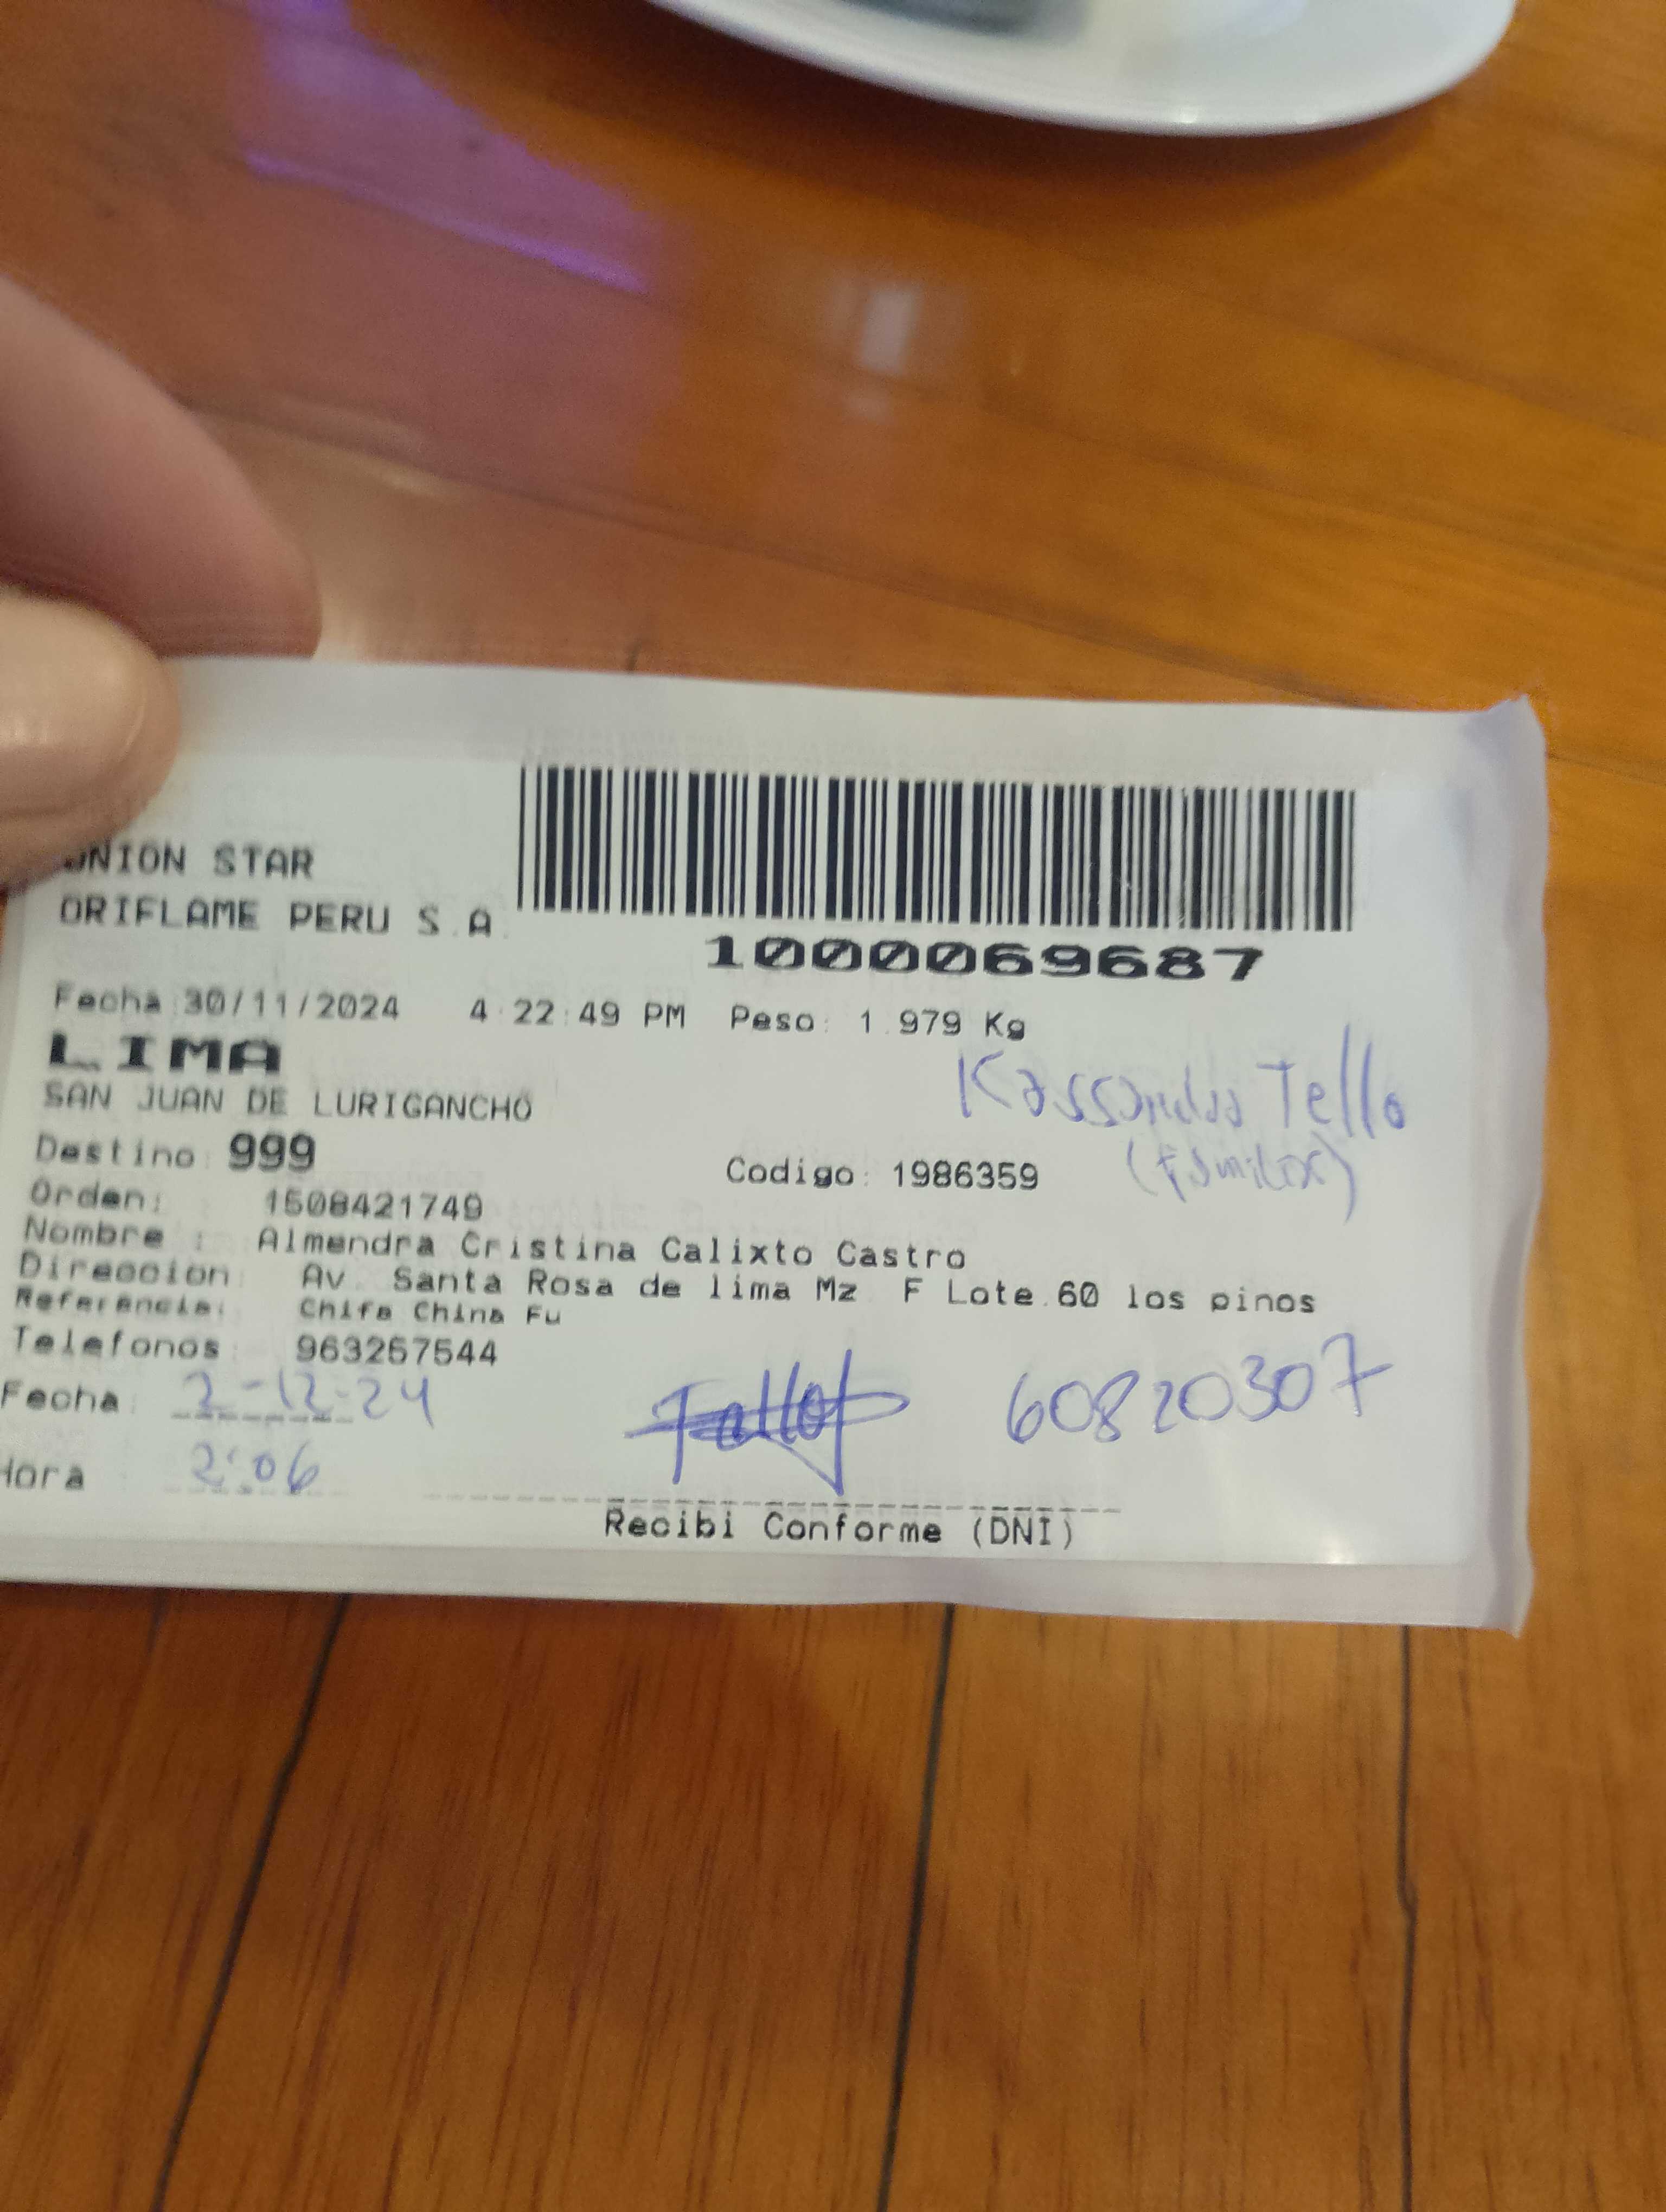 UNION STAR
ORIFLAME PERU S.A.
1000069687
Fecha:30/11/2024 4:22:49 PM Peso: 1.979 Kg
LIMA
SAN JUAN DE LURIGANCHO
Kassandra Tello
(familiar)
Destino: 999 Codigo: 1986359
Orden: 1508421749
Nombre : Almendra Cristina Calixto Castro
Direccion: Av. Santa Rosa de lima Mz F Lote.60 los pinos
Referencia: Chifa China Fu
Telefonos: 963257544
Fecha: 2-12-24
Tello 60820307
Hora : 2:06
Recibi Conforme (DNI)